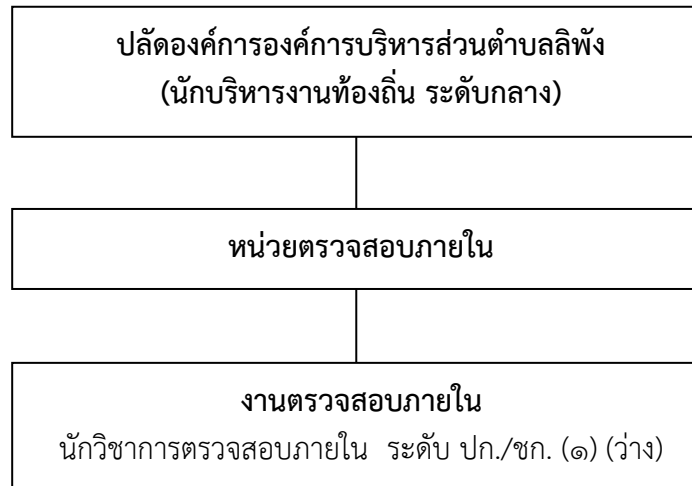 ปลัดองค์การองค์การบริหารส่วนตำบลลิพัง
(นักบริหารงานท้องถิ่น ระดับกลาง)
หน่วยตรวจสอบภายใน
งานตรวจสอบภายใน
นักวิชาการตรวจสอบภายใน ระดับ ปก./ชก. (๑) (ว่าง)